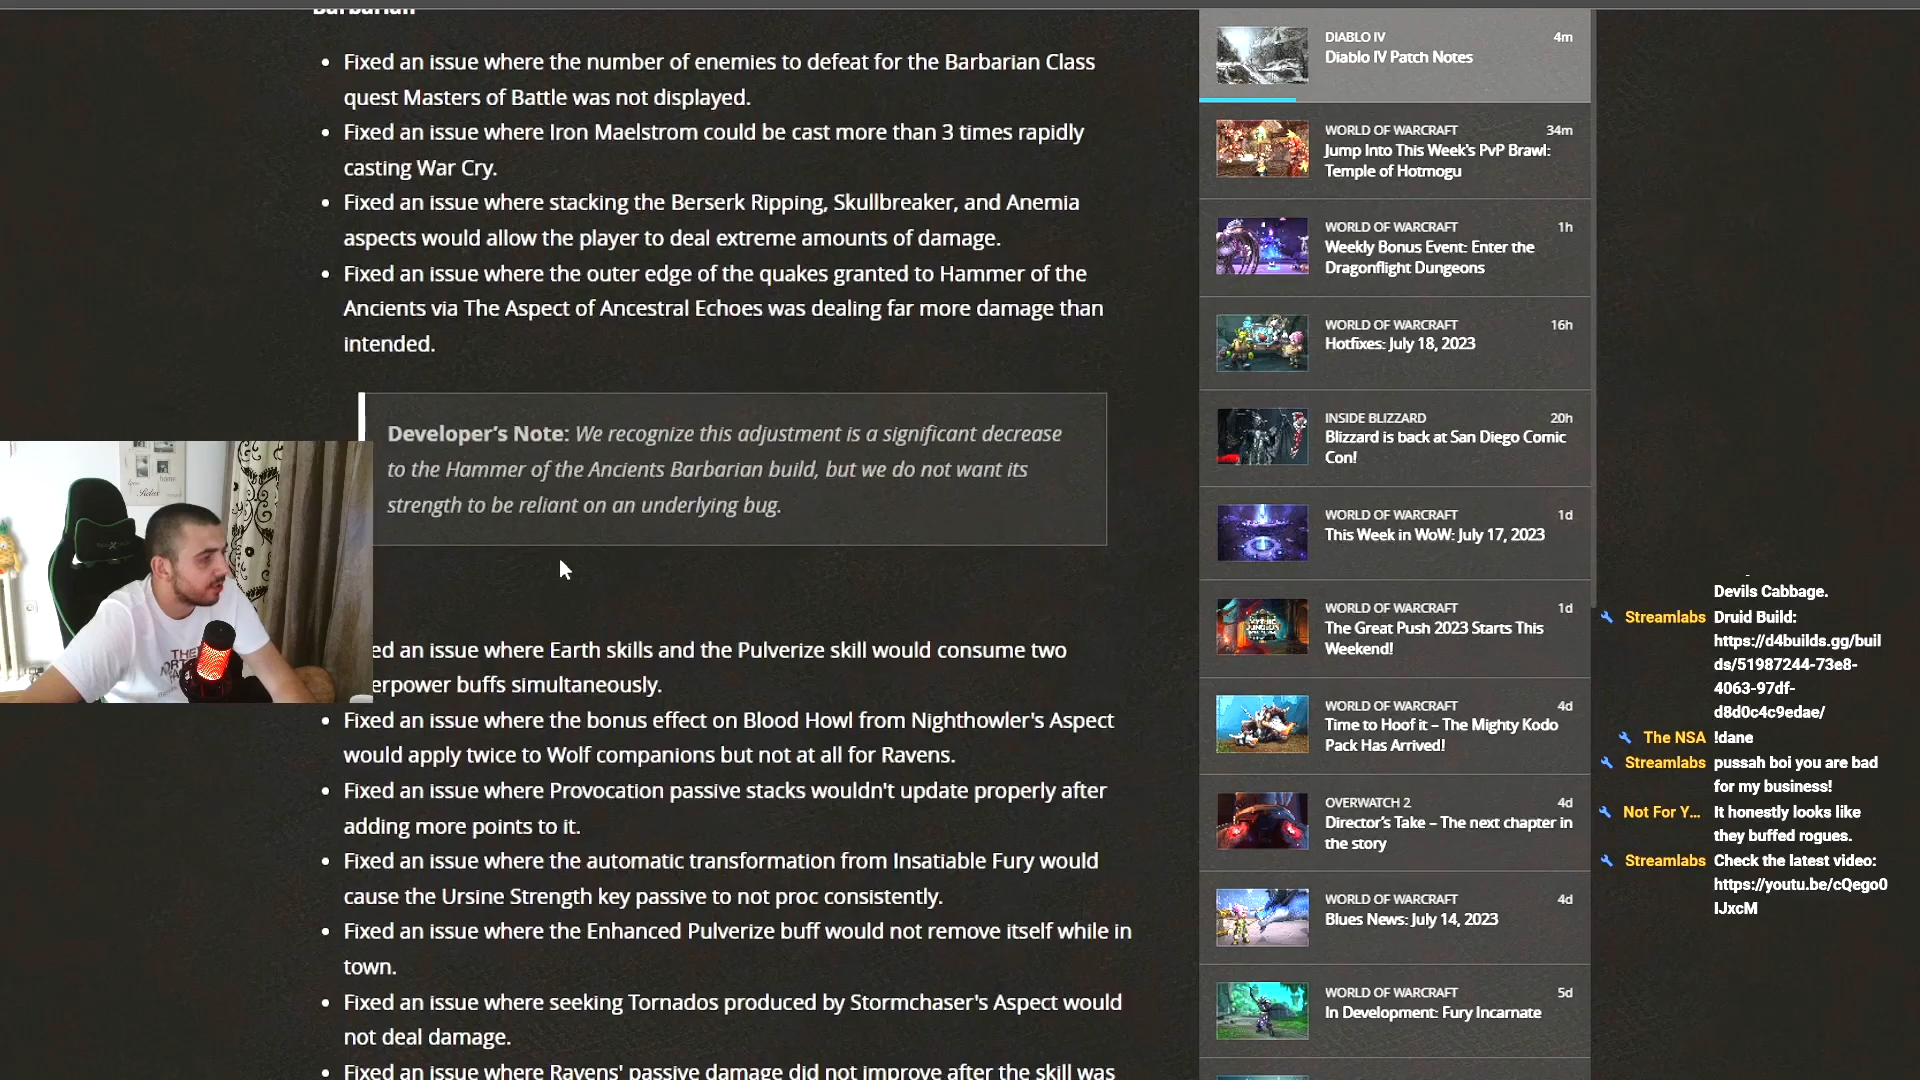 Barbarian
• Fixed an issue where the number of enemies to defeat for the Barbarian Class
quest Masters of Battle was not displayed.
• Fixed an issue where Iron Maelstrom could be cast more than 3 times rapidly
casting War Cry.
• Fixed an issue where stacking the Berserk Ripping, Skullbreaker, and Anemia
aspects would allow the player to deal extreme amounts of damage.
• Fixed an issue where the outer edge of the quakes granted to Hammer of the
Ancients via The Aspect of Ancestral Echoes was dealing far more damage than
intended.
Developer's Note: We recognize this adjustment is a significant decrease
to the Hammer of the Ancients Barbarian build, but we do not want its
strength to be reliant on an underlying bug.
ed an issue where Earth skills and the Pulverize skill would consume two
erpower buffs simultaneously.
• Fixed an issue where the bonus effect on Blood Howl from Nighthowler's Aspect
would apply twice to Wolf companions but not at all for Ravens.
• Fixed an issue where Provocation passive stacks wouldn't update properly after
adding more points to it.
• Fixed an issue where the automatic transformation from Insatiable Fury would
cause the Ursine Strength key passive to not proc consistently.
• Fixed an issue where the Enhanced Pulverize buff would not remove itself while in
town.
• Fixed an issue where seeking Tornados produced by Stormchaser's Aspect would
not deal damage.
Fixed an issue where Ravens' passive damage did not improve after the skill was
DIABLO IV 4m
Diablo IV Patch Notes
WORLD OF WARCRAFT 34m
Jump Into This Week's PvP Brawl:
Temple of Hotmogu
WORLD OF WARCRAFT 1h
Weekly Bonus Event: Enter the
Dragonflight Dungeons
WORLD OF WARCRAFT 16h
Hotfixes: July 18, 2023
INSIDE BLIZZARD 20h
Blizzard is back at San Diego Comic
Con!
WORLD OF WARCRAFT 1d
This Week in WoW: July 17, 2023
WORLD OF WARCRAFT 1d
The Great Push 2023 Starts This
Weekend!
WORLD OF WARCRAFT 4d
Time to Hoof it – The Mighty Kodo
Pack Has Arrived!
OVERWATCH 2 4d
Director's Take – The next chapter in
the story
WORLD OF WARCRAFT 4d
Blues News: July 14, 2023
WORLD OF WARCRAFT 5d
In Development: Fury Incarnate
Devils Cabbage.
Streamlabs Druid Build:
https://d4builds.gg/buil
ds/51987244-73e8-
4063-97df-
d8d0c4c9edae/
The NSA !dane
Streamlabs pussah boi you are bad
for my business!
Not For Y... It honestly looks like
they buffed rogues.
Streamlabs Check the latest video:
https://youtu.be/cQego0
IJxcM
home
Relax
THE